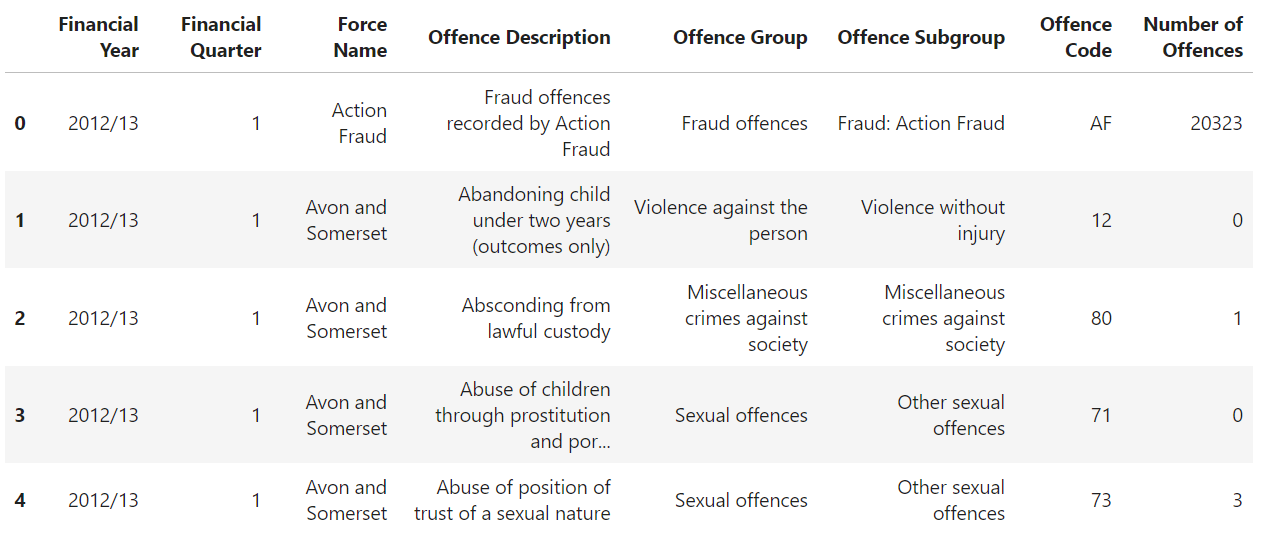 Financial Year Financial Quarter Force Name Offence Description Offence Group Offence Subgroup Offence Code Number of Offences
0 2012/13 1 Action Fraud Fraud offences recorded by Action Fraud Fraud offences Fraud: Action Fraud AF 20323
1 2012/13 1 Avon and Somerset Abandoning child under two years (outcomes only) Violence against the person Violence without injury 12 0
2 2012/13 1 Avon and Somerset Absconding from lawful custody Miscellaneous crimes against society Miscellaneous crimes against society 80 1
3 2012/13 1 Avon and Somerset Abuse of children through prostitution and por... Sexual offences Other sexual offences 71 0
4 2012/13 1 Avon and Somerset Abuse of position of trust of a sexual nature Sexual offences Other sexual offences 73 3